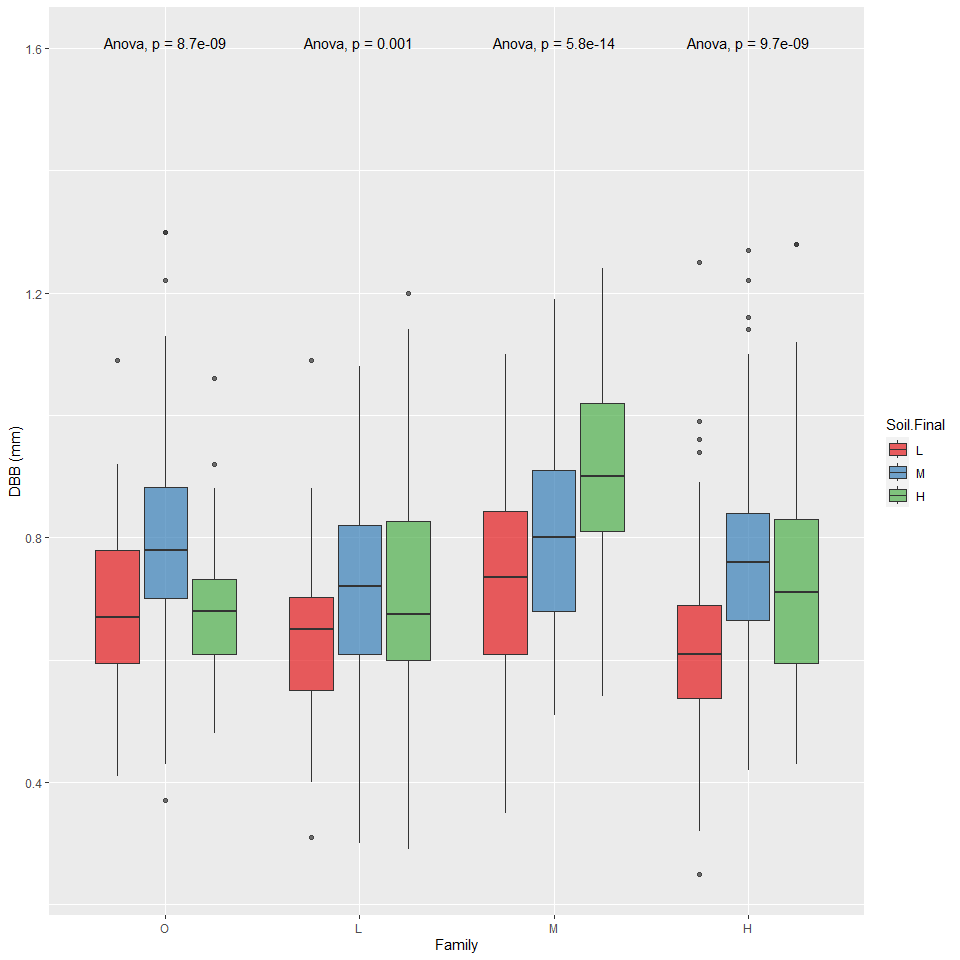 Anova, p = 8.7e-09
Anova, p = 0.001
Anova, p = 5.8e-14
Anova, p = 9.7e-09
1.6
1.2
0.8
0.4
DBB (mm)
O
L
M
H
Family
Soil.Final
L
M
H